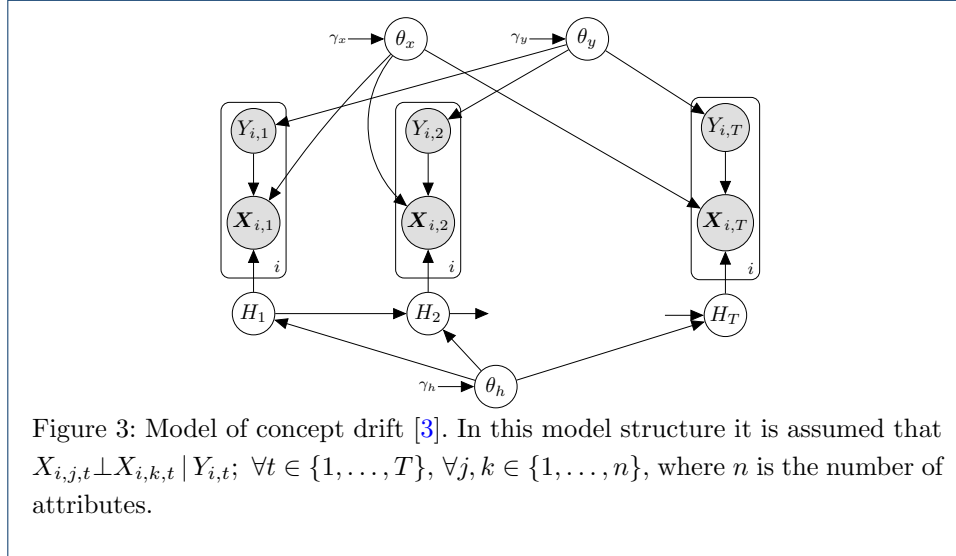 γₓ θₓ γ_y θ_y
Y_{i,1} Y_{i,2} Y_{i,T}
X_{i,1} X_{i,2} X_{i,T}
i i i
H_1 H_2 H_T
γ_h θ_h
Figure 3: Model of concept drift [3]. In this model structure it is assumed that
X_{i,j,t}⊥X_{i,k,t} | Y_{i,t}; ∀t ∈ {1, . . . , T}, ∀j, k ∈ {1, . . . , n}, where n is the number of
attributes.